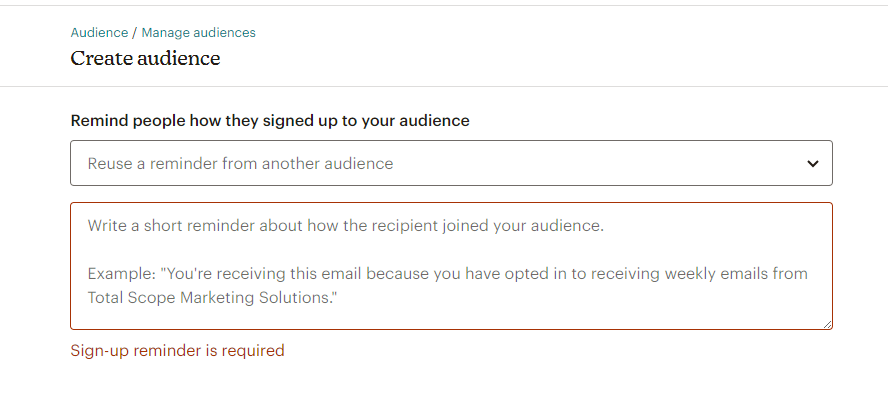 Audience / Manage audiences
Create audience
Remind people how they signed up to your audience
Reuse a reminder from another audience
Write a short reminder about how the recipient joined your audience.
Example: "You're receiving this email because you have opted in to receiving weekly emails from
Total Scope Marketing Solutions."
Sign-up reminder is required